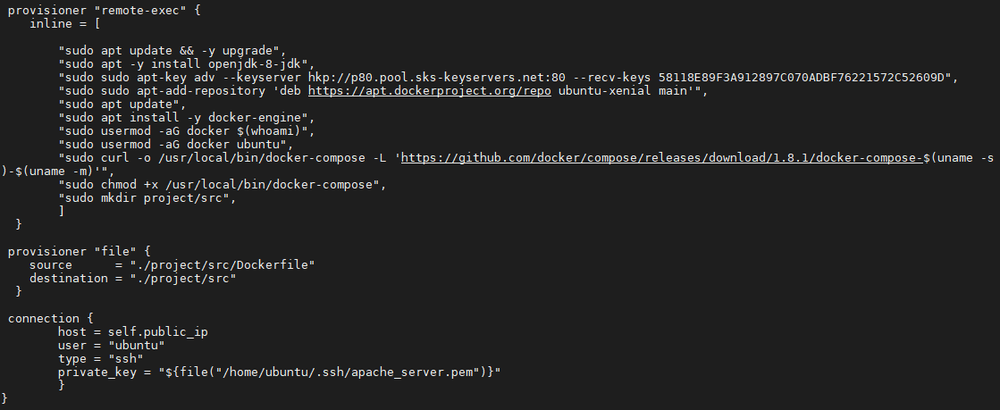 provisioner "remote-exec" {
inline = [
"sudo apt update && -y upgrade",
"sudo apt -y install openjdk-8-jdk",
"sudo sudo apt-key adv --keyserver hkp://p80.pool.sks-keyservers.net:80 --recv-keys 58118E89F3A912897C070ADBF76221572C52609D",
"sudo sudo apt-add-repository 'deb https://apt.dockerproject.org/repo ubuntu-xenial main'",
"sudo apt update",
"sudo apt install -y docker-engine",
"sudo usermod -aG docker $(whoami)",
"sudo usermod -aG docker ubuntu",
"sudo curl -o /usr/local/bin/docker-compose -L 'https://github.com/docker/compose/releases/download/1.8.1/docker-compose-$(uname -s
)-$(uname -m)'",
"sudo chmod +x /usr/local/bin/docker-compose",
"sudo mkdir project/src",
]
}
provisioner "file" {
source      = "./project/src/Dockerfile"
destination = "./project/src"
}
connection {
host = self.public_ip
user = "ubuntu"
type = "ssh"
private_key = "${file("/home/ubuntu/.ssh/apache_server.pem")}"
}
}